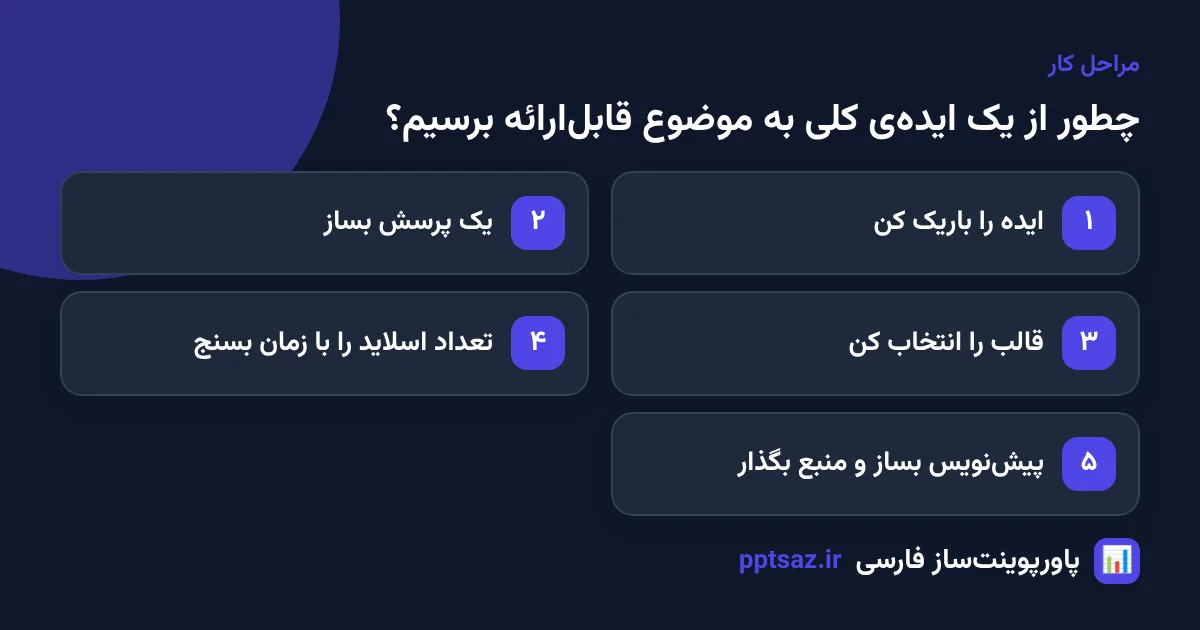 مراحل کار
چطور از یک ایده‌ی کلی به موضوع قابل‌ارائه برسیم؟
۱ ایده را باریک کن
۲ یک پرسش بساز
۳ قالب را انتخاب کن
۴ تعداد اسلاید را با زمان بسنج
۵ پیش‌نویس بساز و منبع بگذار
پاورپوینت‌ساز فارسی pptsaz.ir